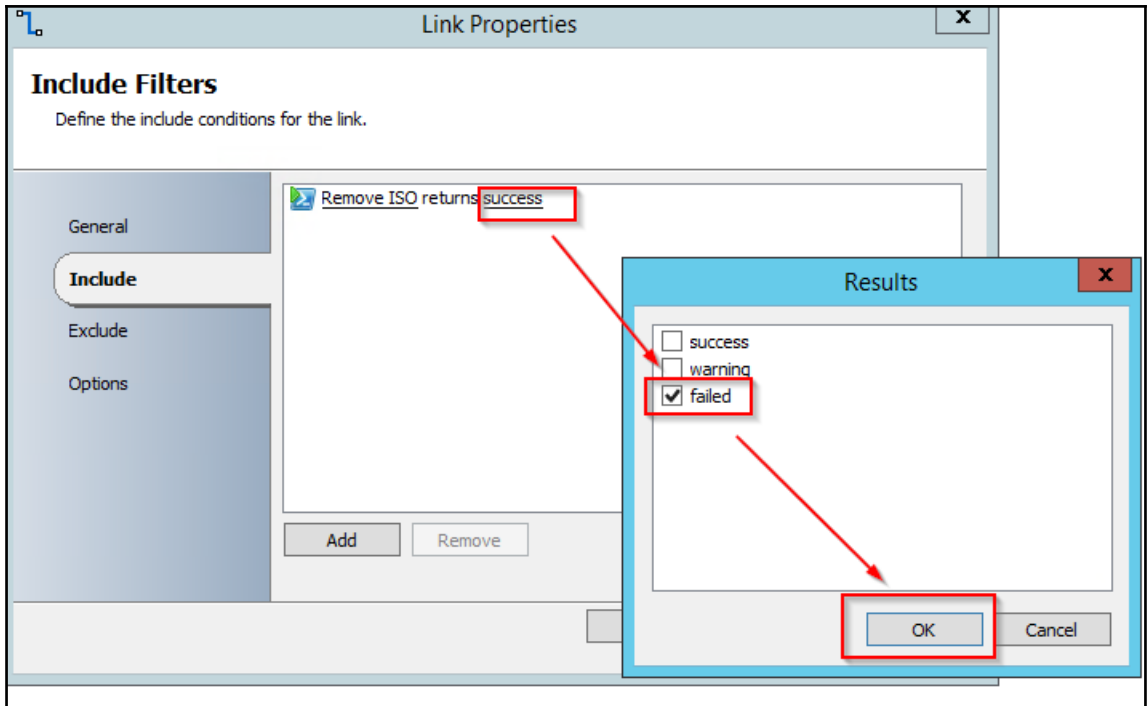 Link Properties
x
Include Filters
Define the include conditions for the link.
General
Include
Exclude
Options
Remove ISO returns success
Add
Remove
Results
x
success
warning
failed
OK
Cancel